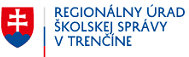 REGIONÁLNY ÚRAD
ŠKOLSKEJ SPRÁVY
V TRENČÍNE